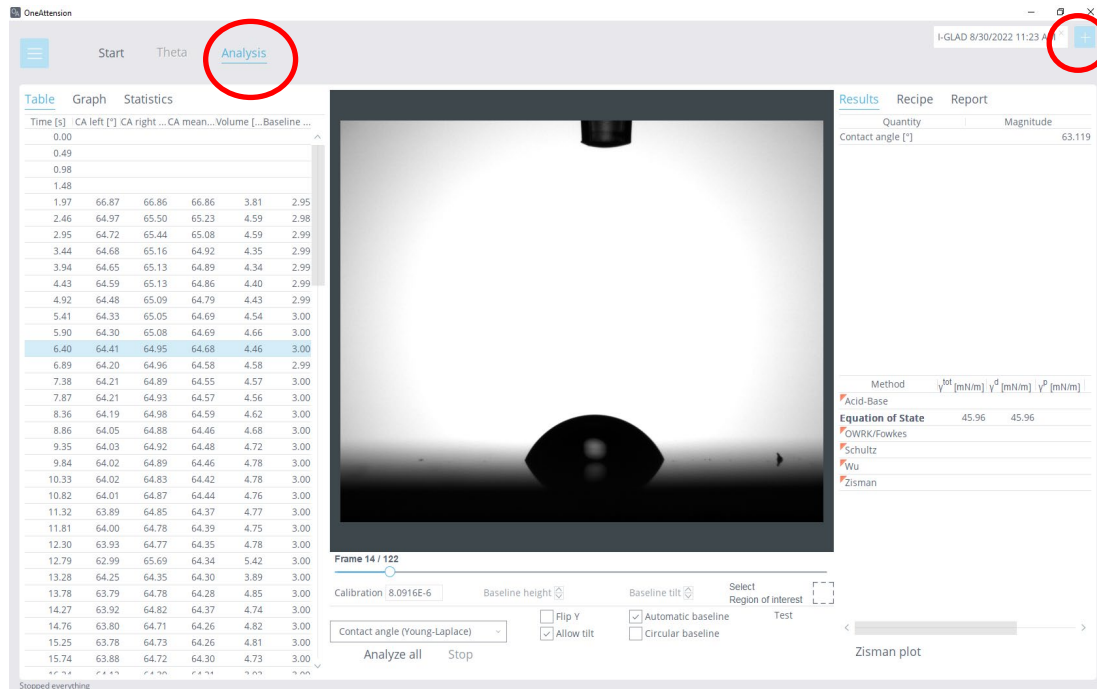 OneAttension
Start Theta Analysis
I-GLAD 8/30/2022 11:23 A
Table Graph Statistics
Time [s] CA left [°] CA right ... CA mean... Volume [... Baseline ...
0.00
0.49
0.98
1.48
1.97 66.87 66.86 66.86 3.81 2.95
2.46 64.97 65.50 65.23 4.59 2.98
2.95 64.72 65.44 65.08 4.59 2.99
3.44 64.68 65.16 64.92 4.35 2.99
3.94 64.65 65.13 64.89 4.34 2.99
4.43 64.59 65.13 64.86 4.40 2.99
4.92 64.48 65.09 64.79 4.43 2.99
5.41 64.33 65.05 64.69 4.54 3.00
5.90 64.30 65.08 64.69 4.66 3.00
6.40 64.41 64.95 64.68 4.46 3.00
6.89 64.20 64.96 64.58 4.58 2.99
7.38 64.21 64.89 64.55 4.57 3.00
7.87 64.21 64.93 64.57 4.56 3.00
8.36 64.19 64.98 64.59 4.62 3.00
8.86 64.05 64.88 64.46 4.68 3.00
9.35 64.03 64.92 64.48 4.72 3.00
9.84 64.02 64.89 64.46 4.78 3.00
10.33 64.02 64.83 64.42 4.78 3.00
10.82 64.01 64.87 64.44 4.76 3.00
11.32 63.89 64.85 64.37 4.77 3.00
11.81 64.00 64.78 64.39 4.75 3.00
12.30 63.93 64.77 64.35 4.78 3.00
12.79 62.99 65.69 64.34 5.42 3.00
13.28 64.25 64.35 64.30 3.89 3.00
13.78 63.79 64.78 64.28 4.85 3.00
14.27 63.92 64.82 64.37 4.74 3.00
14.76 63.80 64.71 64.26 4.82 3.00
15.25 63.78 64.73 64.26 4.81 3.00
15.74 63.88 64.72 64.30 4.73 3.00
Frame 14 / 122
Calibration 8.0916E-6 Baseline height Baseline tilt Select
Region of interest
Flip Y Automatic baseline Test
Contact angle (Young-Laplace) Allow tilt Circular baseline
Analyze all Stop
Results Recipe Report
Quantity Magnitude
Contact angle [°] 63.119
Method γtot [mN/m] γd [mN/m] γp [mN/m]
Acid-Base
Equation of State 45.96 45.96
OWRK/Fowkes
Schultz
Wu
Zisman
Zisman plot
Stopped everything